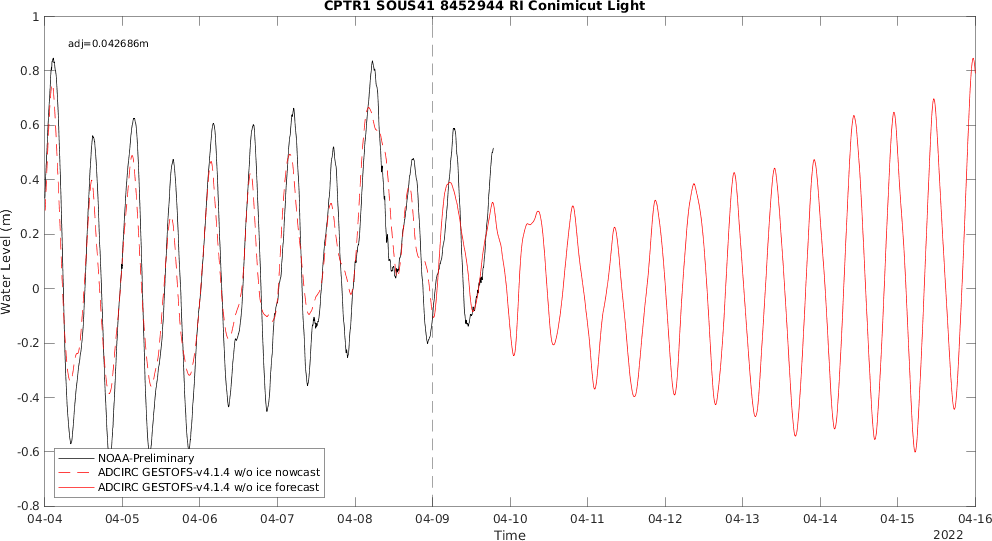 CPTR1 SOUS41 8452944 RI Conimicut Light
adj=0.042686m
Water Level (m)
1
0.8
0.6
0.4
0.2
0
-0.2
-0.4
-0.6
-0.8
NOAA-Preliminary
ADCIRC GESTOFS-v4.1.4 w/o ice nowcast
ADCIRC GESTOFS-v4.1.4 w/o ice forecast
04-04 04-05 04-06 04-07 04-08 04-09 04-10 04-11 04-12 04-13 04-14 04-15 04-16
Time
2022